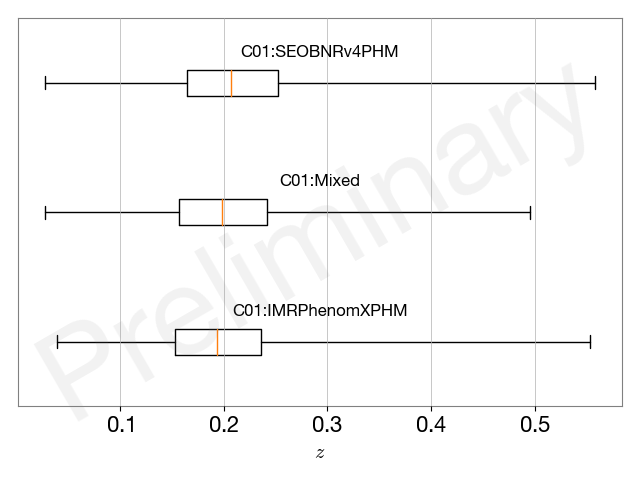 C01:SEOBNRv4PHM
C01:Mixed
C01:IMRPhenomXPHM
Preliminary
0.1 0.2 0.3 0.4 0.5
z